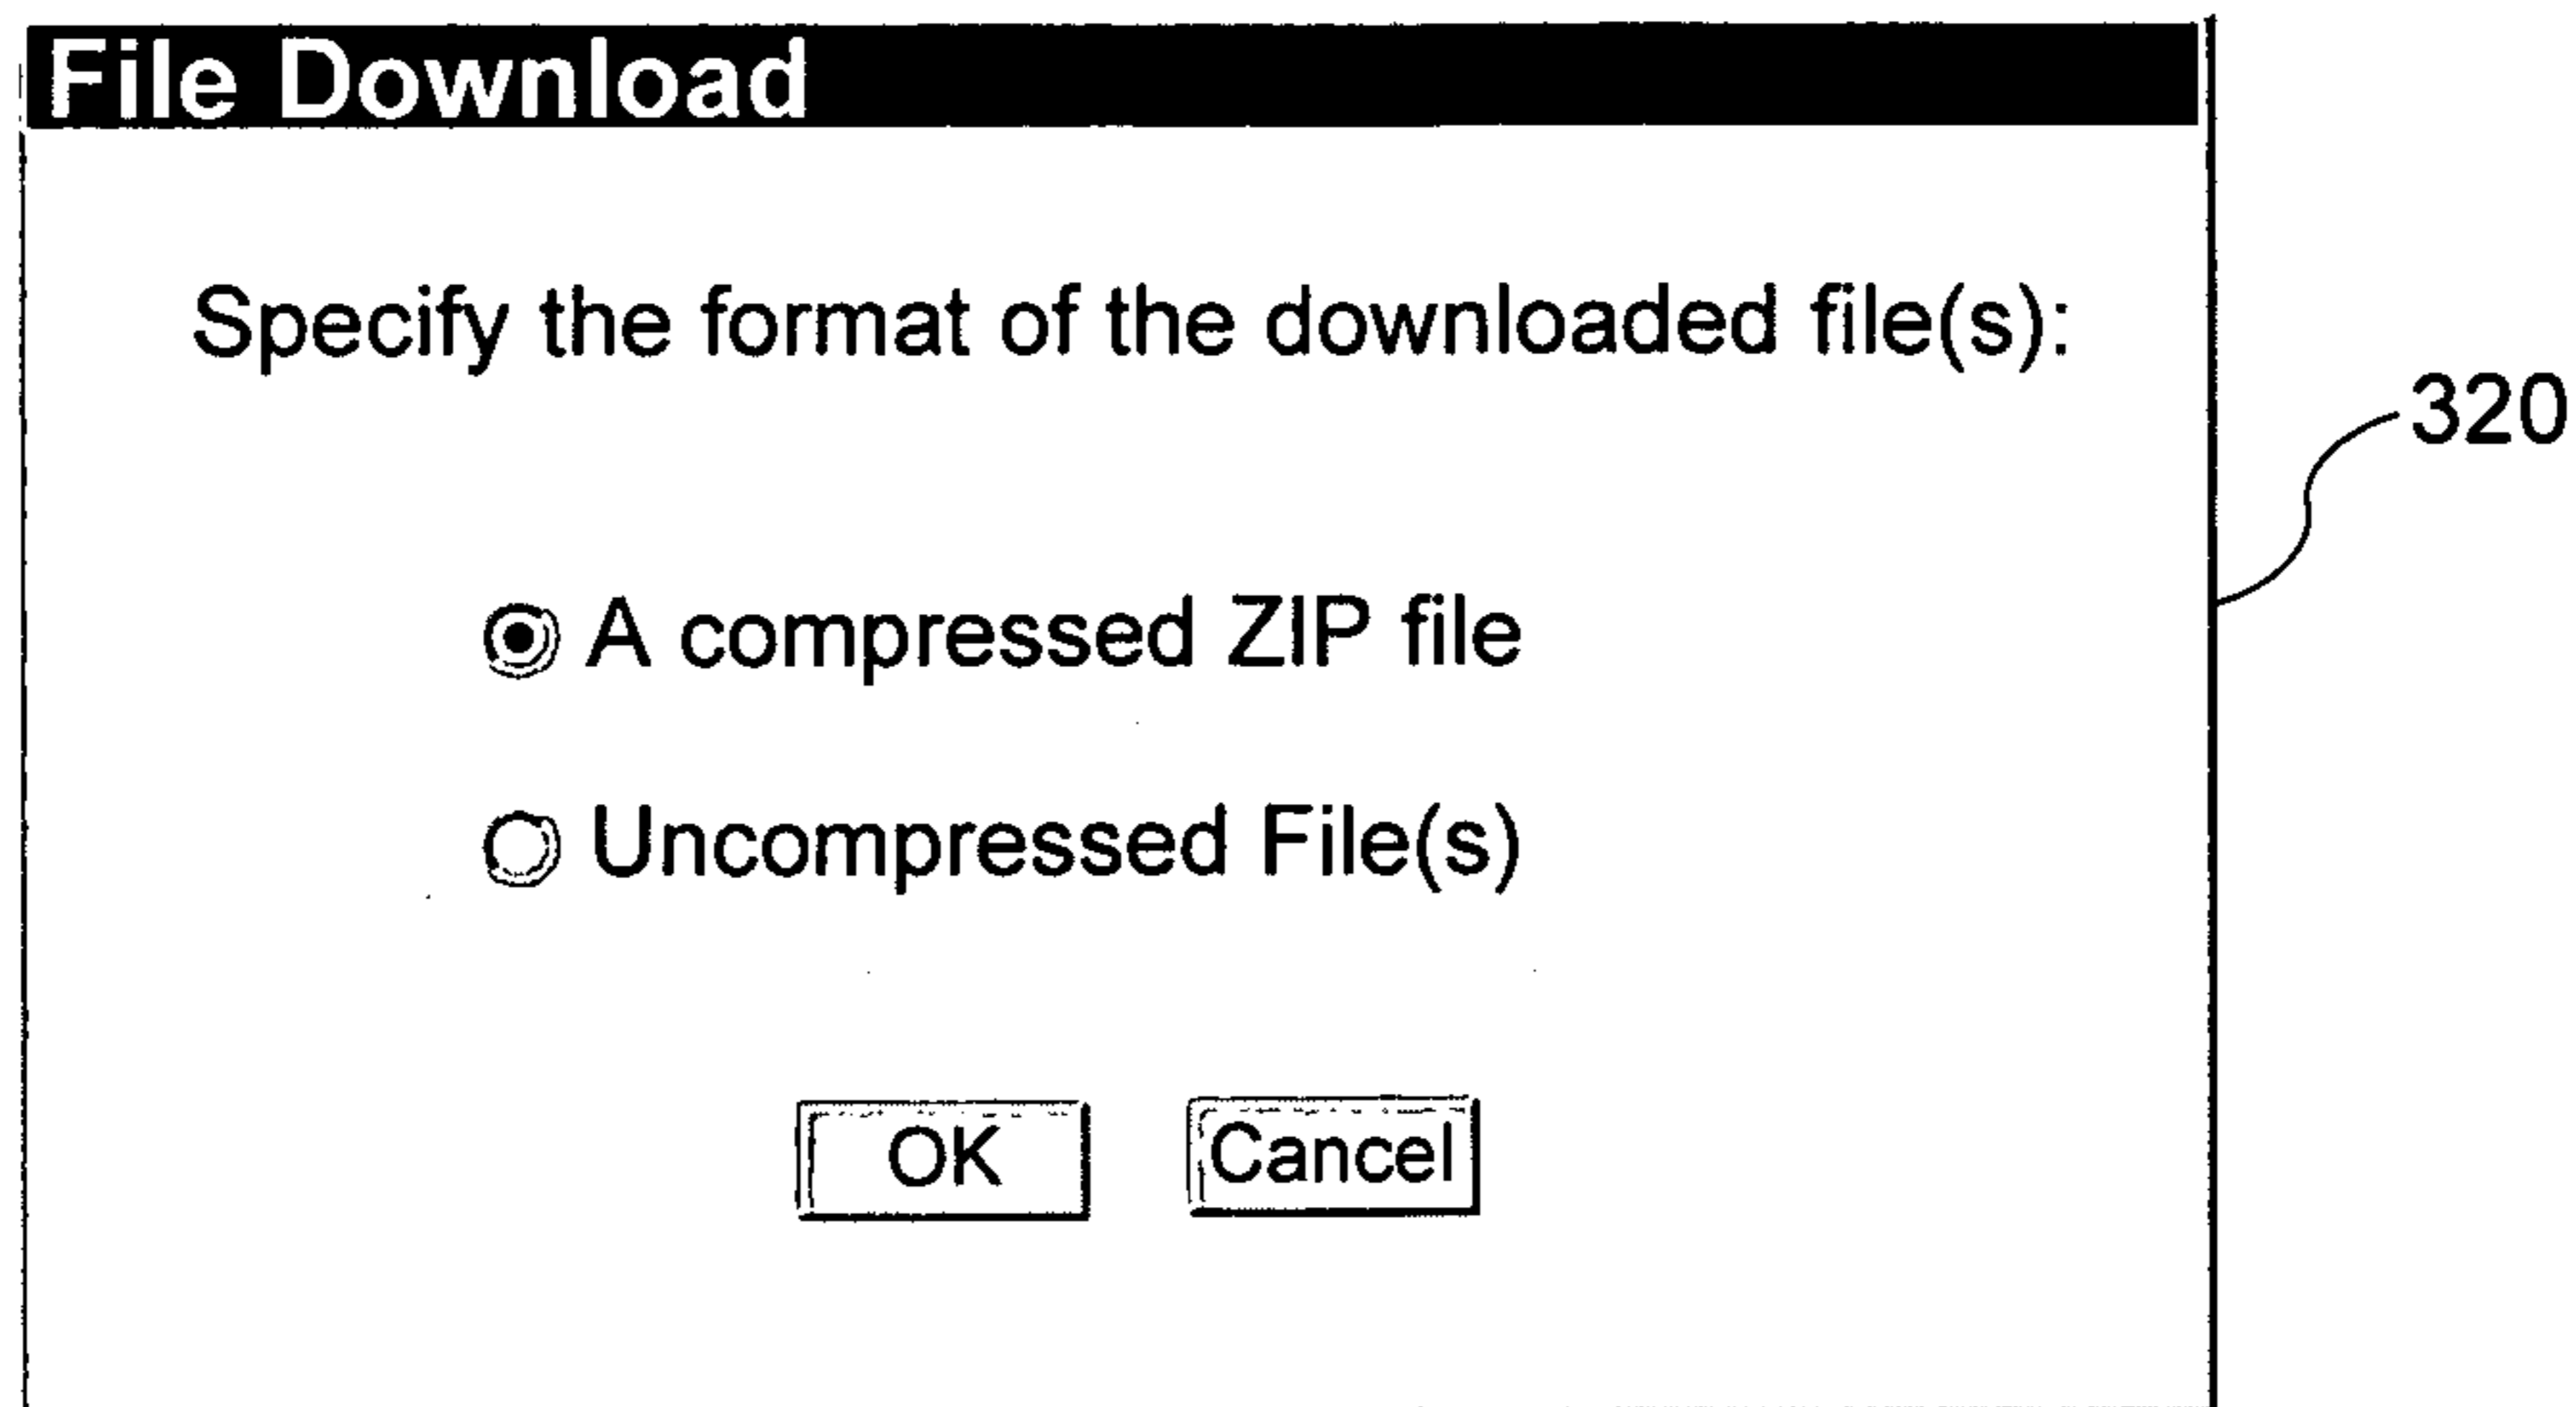 File Download
Specify the format of the downloaded file(s):
320
A compressed ZIP file
Uncompressed File(s)
OK Cancel